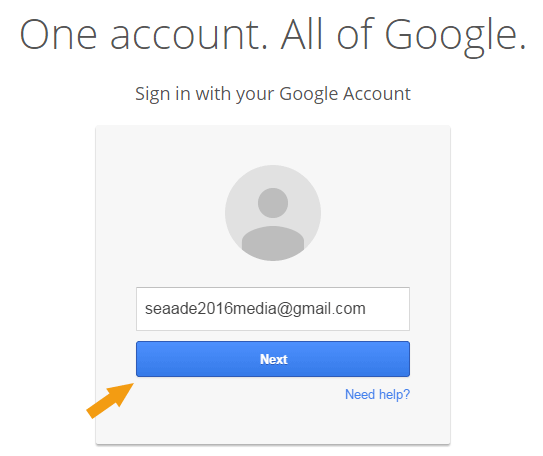 One account. All of Google.
Sign in with your Google Account
seaade2016media@gmail.com
Next
Need help?